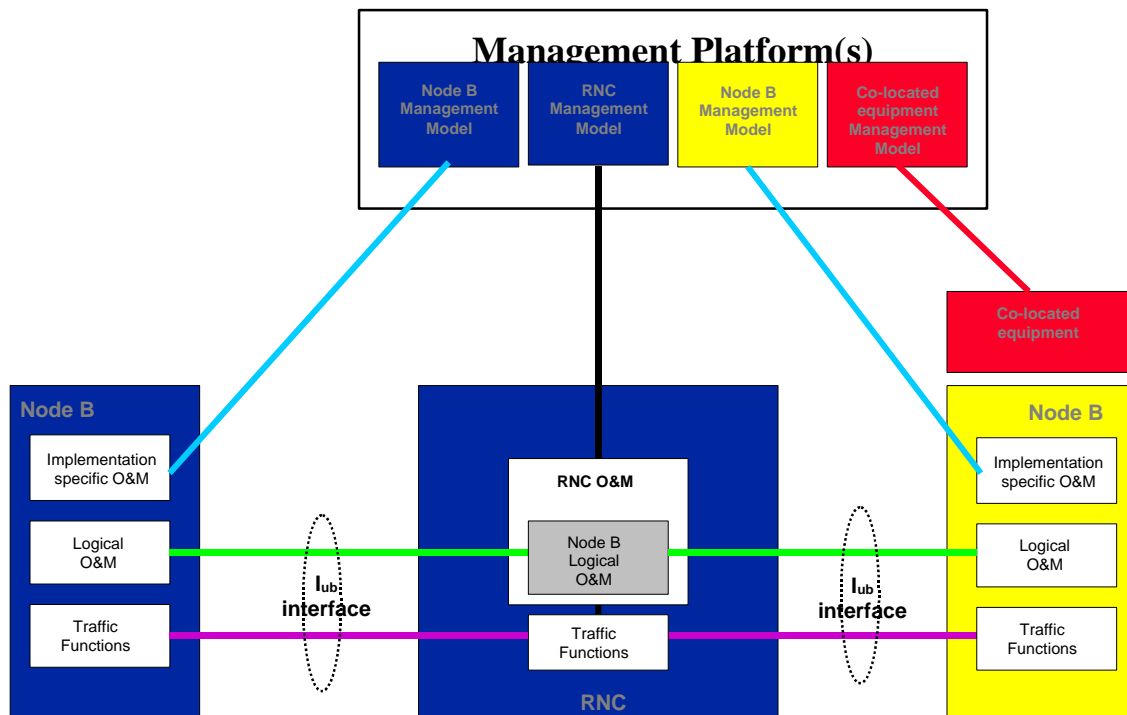 Management Platform(s)
Node B
Management
Model
RNC
Management
Model
Node B
Management
Model
Co-located
equipment
Management
Model
Co-located
equipment
Node B
Implementation
specific O&M
Logical
O&M
Traffic
Functions
Iub
interface
RNC O&M
Node B
Logical
O&M
Traffic
Functions
RNC
Iub
interface
Node B
Implementation
specific O&M
Logical
O&M
Traffic
Functions